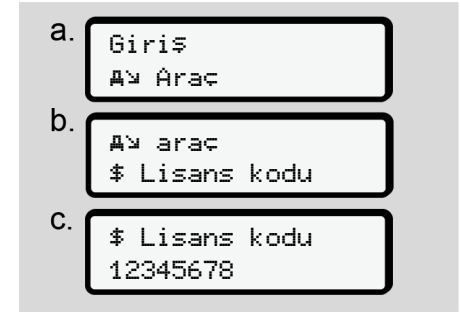 a.
Giriş
Araç
b.
araç
$ Lisans kodu
c.
$ Lisans kodu
12345678